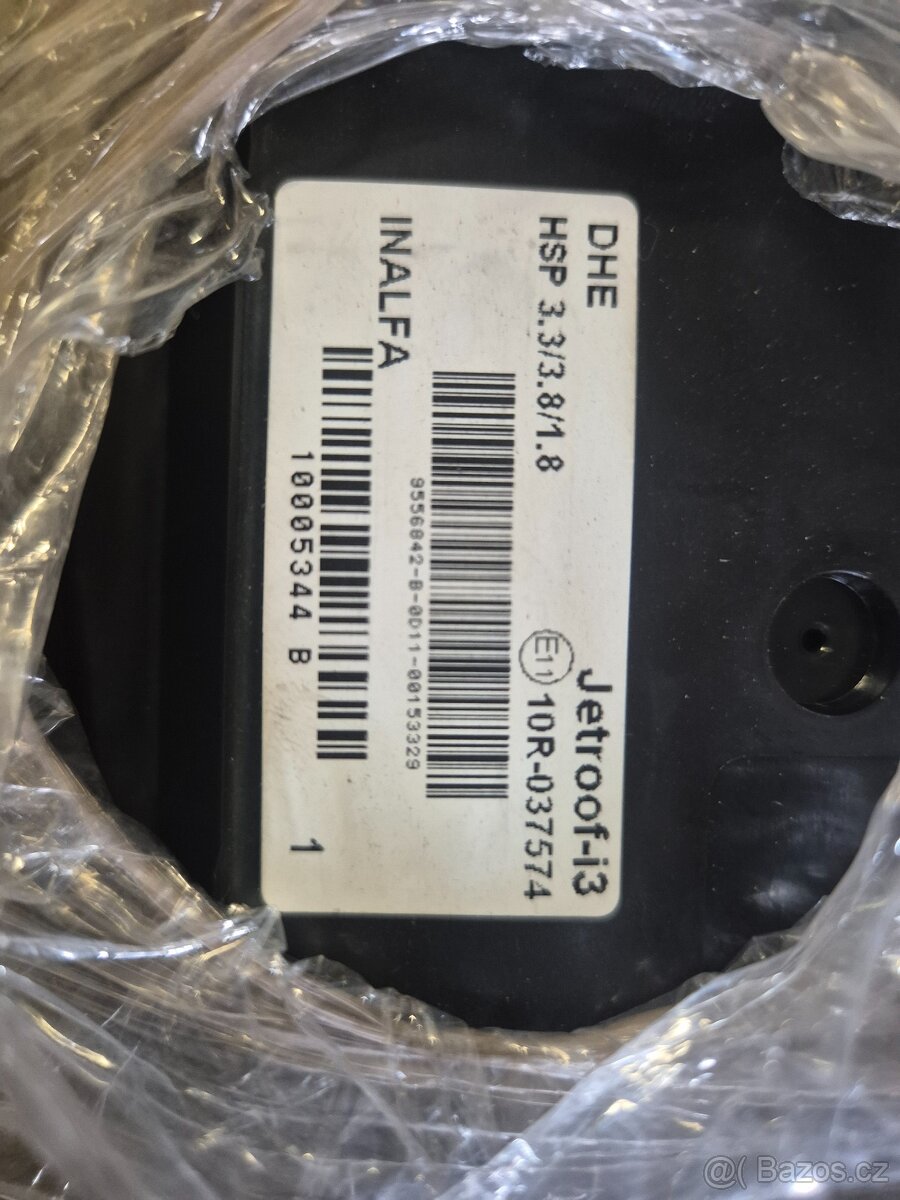 DHE
Jetroof-i3
HSP 3.3/3.8/1.8
E11 10R-037574
9556842-B-0D11-00153329
INALFA
10005344 B
1
@( Bazos.cz